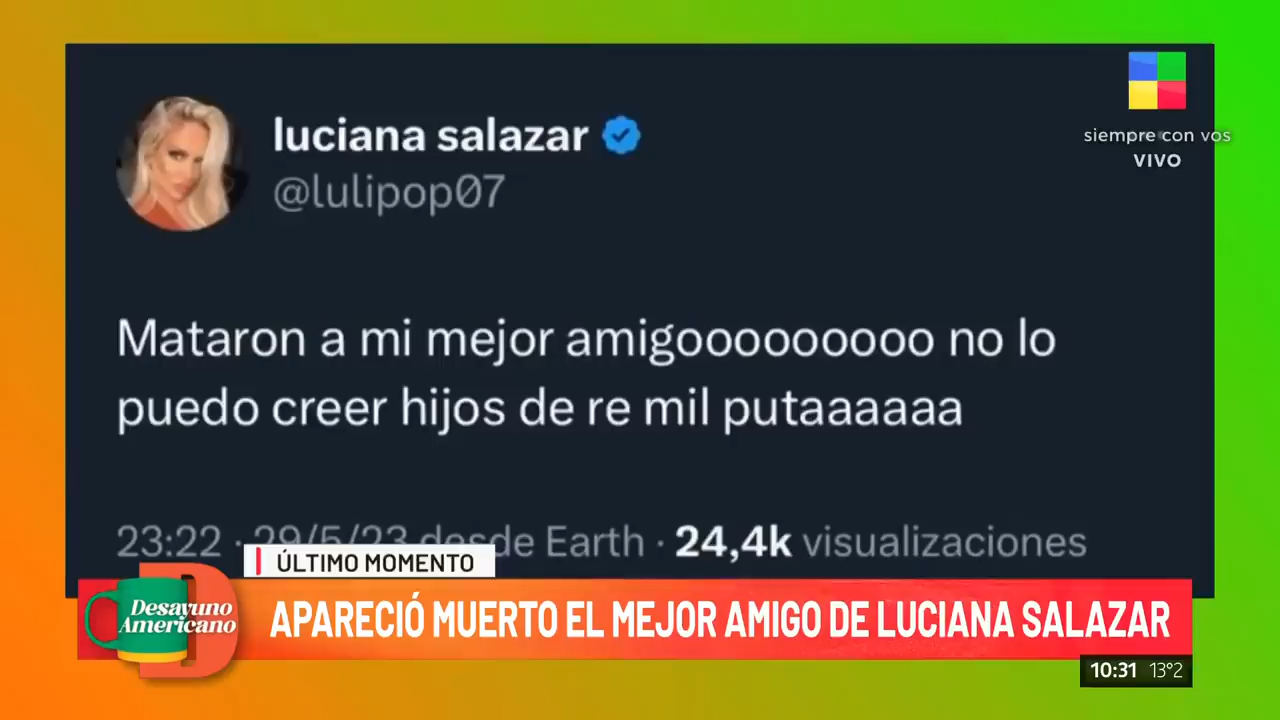 luciana salazar
@lulipop07
siempre con vos
VIVO
Mataron a mi mejor amigooooooooo no lo
puedo creer hijos de re mil putaaaaaa
23:22 · 29/5/23 desde Earth · 24,4k visualizaciones
ÚLTIMO MOMENTO
Desayuno
Americano
APARECIÓ MUERTO EL MEJOR AMIGO DE LUCIANA SALAZAR
10:31 13°2